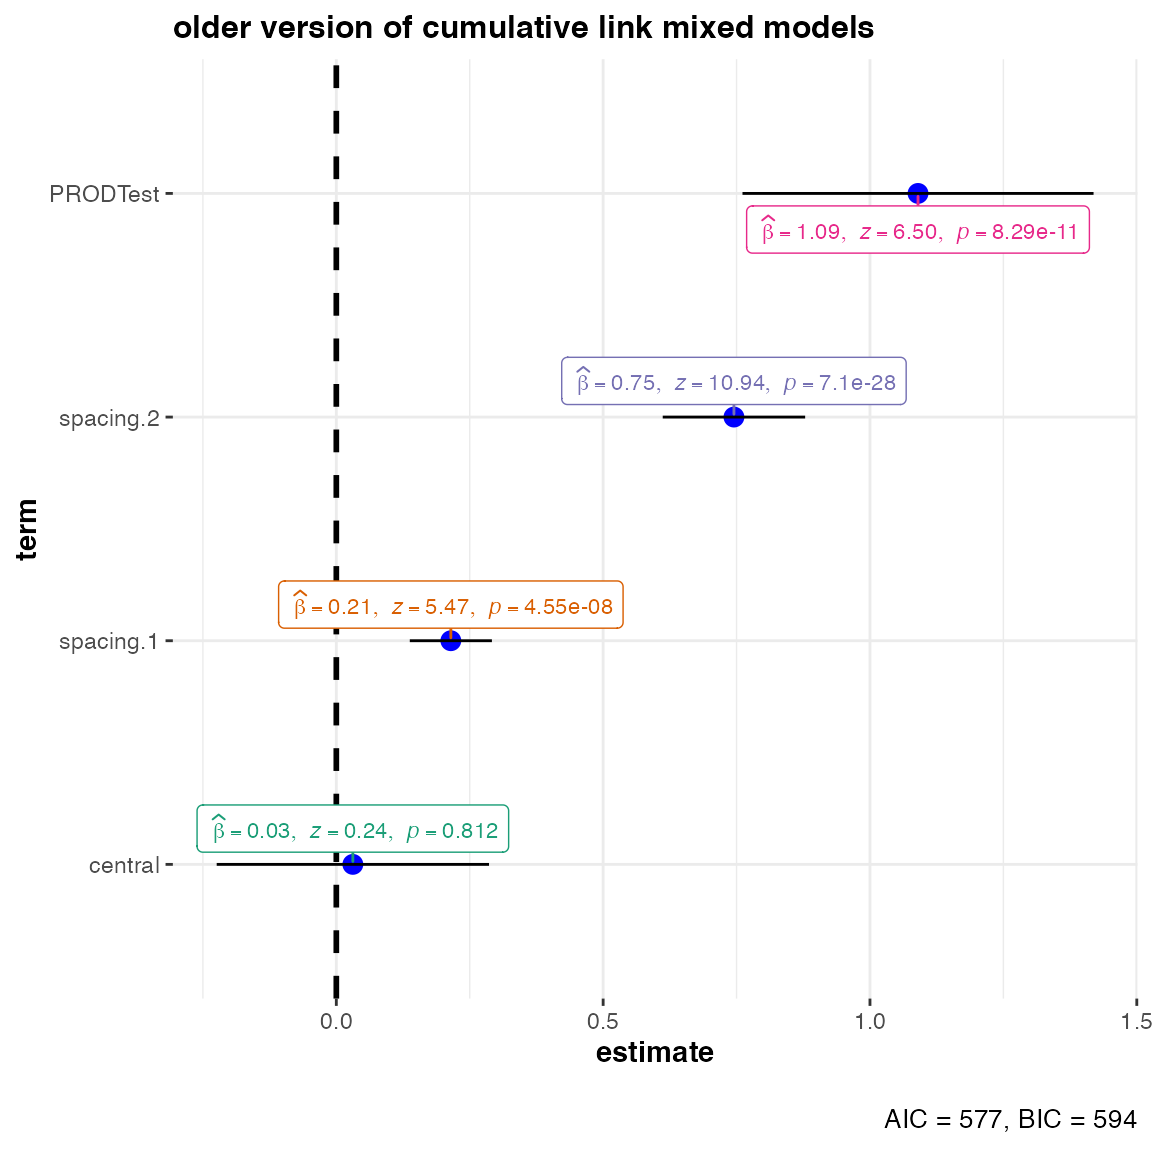 older version of cumulative link mixed models
PRODTest
β̂ = 1.09, z = 6.50, p = 8.29e-11
β̂ = 0.75, z = 10.94, p = 7.1e-28
spacing.2
term
β̂ = 0.21, z = 5.47, p = 4.55e-08
spacing.1
β̂ = 0.03, z = 0.24, p = 0.812
central
0.0 0.5 1.0 1.5
estimate
AIC = 577, BIC = 594